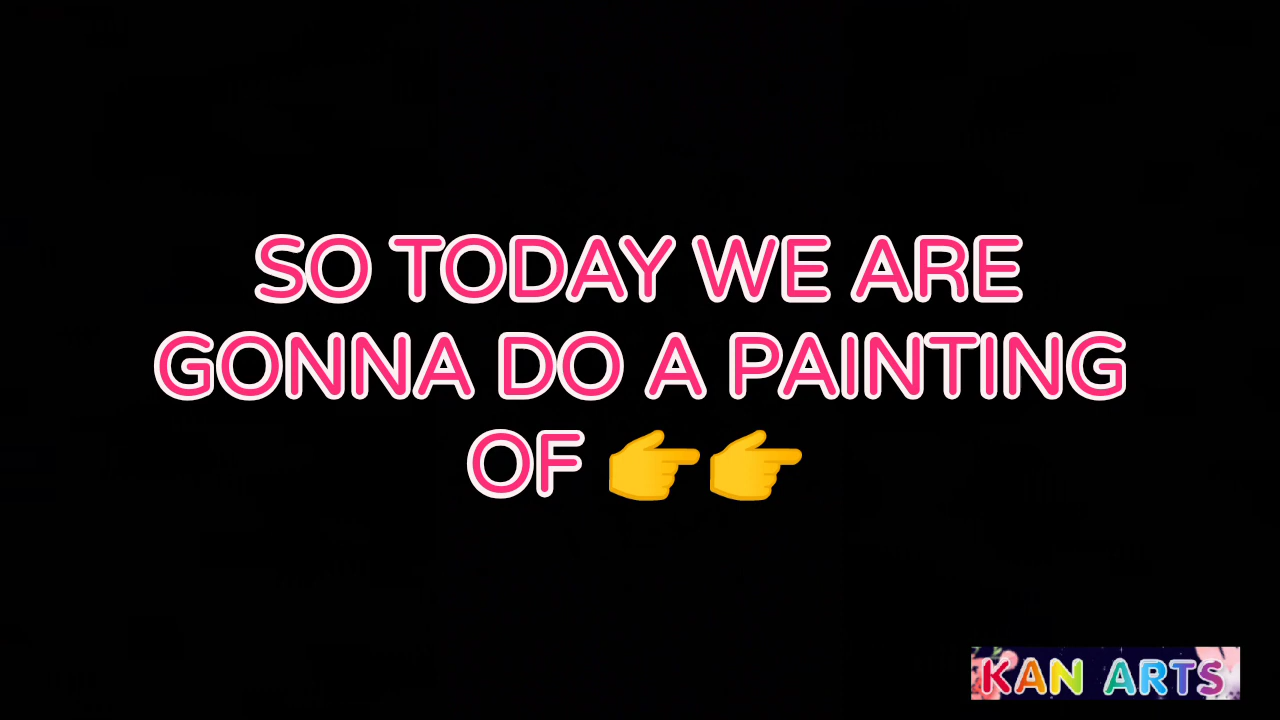 SO TODAY WE ARE
GONNA DO A PAINTING
OF 👉👉
KAN ARTS